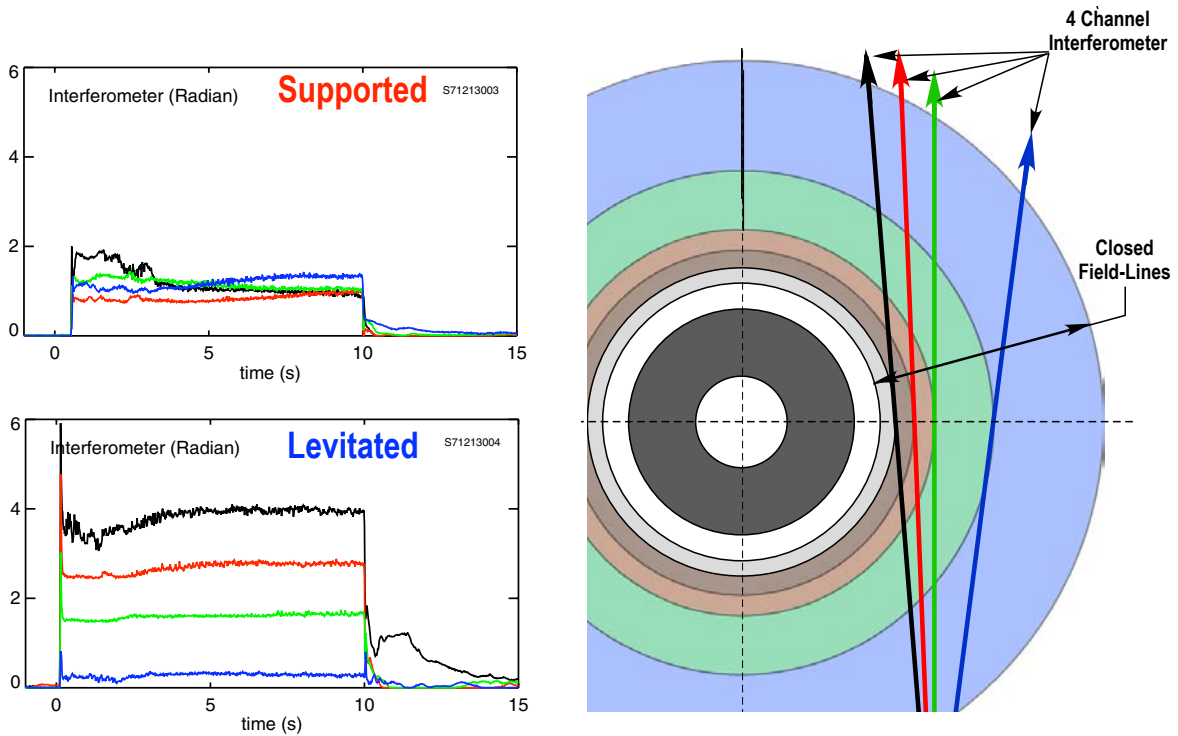 6
Interferometer (Radian)
Supported
S71213003
4
2
0
0
5
10
15
time (s)
6
Interferometer (Radian)
Levitated
S71213004
4
2
0
0
5
10
15
time (s)
4 Channel
Interferometer
Closed
Field-Lines